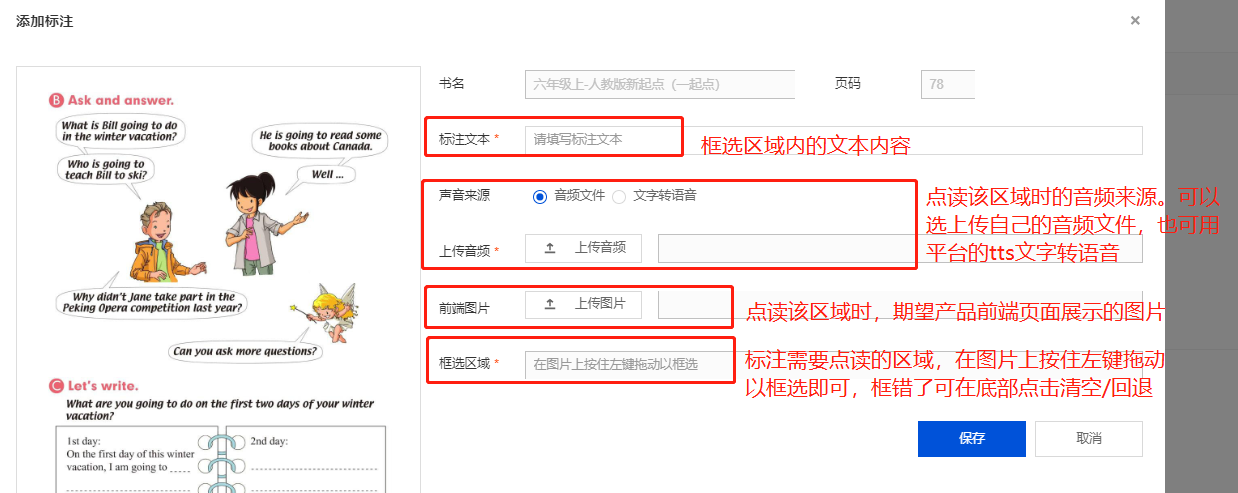 添加标注
×
B Ask and answer.
What is Bill going to do
in the winter vacation?
He is going to read some
books about Canada.
Who is going to
teach Bill to ski?
Well ...
Why didn't Jane take part in the
Peking Opera competition last year?
Can you ask more questions?
C Let's write.
What are you going to do on the first two days of your winter
vacation?
1st day:
On the first day of this winter
vacation, I am going to
2nd day:
书名
六年级上-人教版新起点（一起点）
页码
78
标注文本 *
请填写标注文本
框选区域内的文本内容
声音来源
音频文件
文字转语音
上传音频 *
上传音频
点读该区域时的音频来源。可以
选上传自己的音频文件，也可用
平台的tts文字转语音
前端图片
上传图片
点读该区域时，期望产品前端页面展示的图片
框选区域 *
在图片上按住左键拖动以框选
标注需要点读的区域，在图片上按住左键拖动
以框选即可，框错了可在底部点击清空/回退
保存
取消